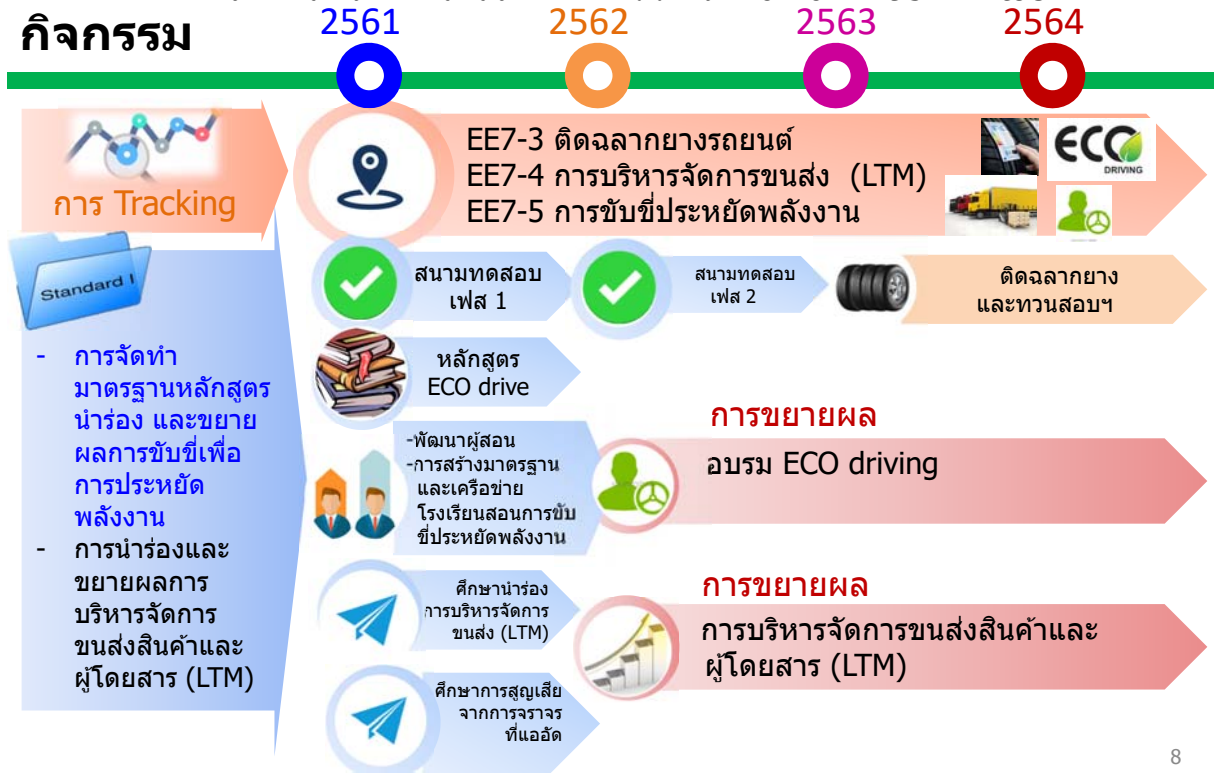 กิจกรรม
2561
2562
2563
2564
การ Tracking
EE7-3 ติดฉลากยางรถยนต์
EE7-4 การบริหารจัดการขนส่ง (LTM)
EE7-5 การขับขี่ประหยัดพลังงาน
ECO
DRIVING
Standard
สนามทดสอบ
เฟส 1
สนามทดสอบ
เฟส 2
ติดฉลากยาง
และทวนสอบฯ
- การจัดทำ
มาตรฐานหลักสูตร
นำร่อง และขยาย
ผลการขับขี่เพื่อ
การประหยัด
พลังงาน
- การนำร่องและ
ขยายผลการ
บริหารจัดการ
ขนส่งสินค้าและ
ผู้โดยสาร (LTM)
หลักสูตร
ECO drive
-พัฒนาผู้สอน
-การสร้างมาตรฐาน
และเครือข่าย
โรงเรียนสอนการขับ
ขี่ประหยัดพลังงาน
การขยายผล
อบรม ECO driving
ศึกษานำร่อง
การบริหารจัดการ
ขนส่ง (LTM)
การขยายผล
การบริหารจัดการขนส่งสินค้าและ
ผู้โดยสาร (LTM)
ศึกษาการสูญเสีย
จากการจราจร
ที่แออัด
8